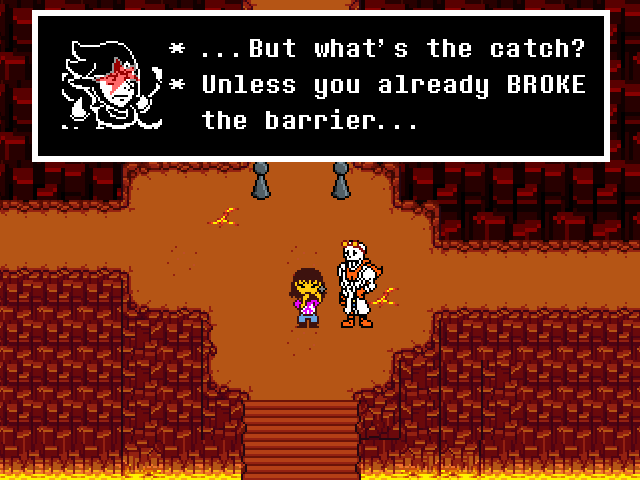 * ...But what's the catch?
* Unless you already BROKE
the barrier...